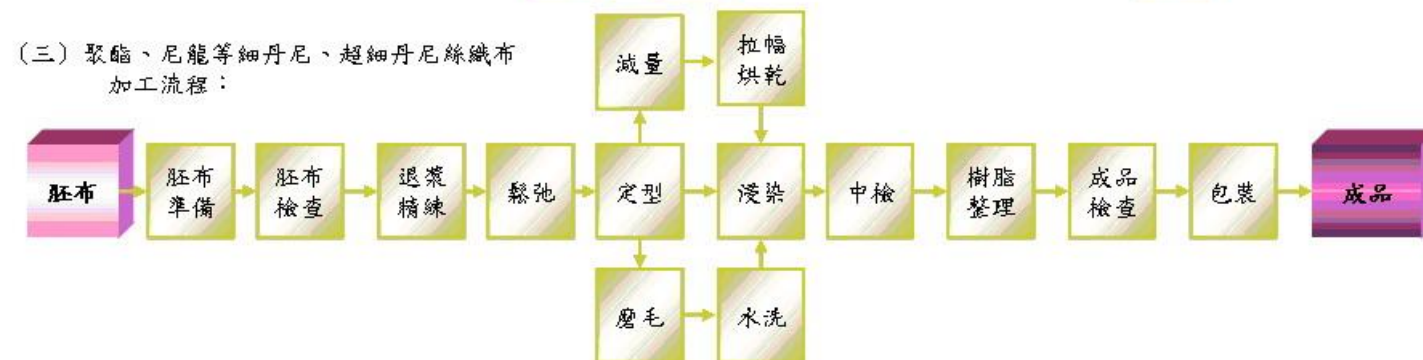 (三) 聚酯、尼龍等細丹尼、超細丹尼絲織布
加工流程：
減量
拉幅
烘乾
胚布
胚布
準備
胚布
檢查
退漿
精練
鬆弛
定型
浸染
中檢
樹脂
整理
成品
檢查
包裝
成品
磨毛
水洗